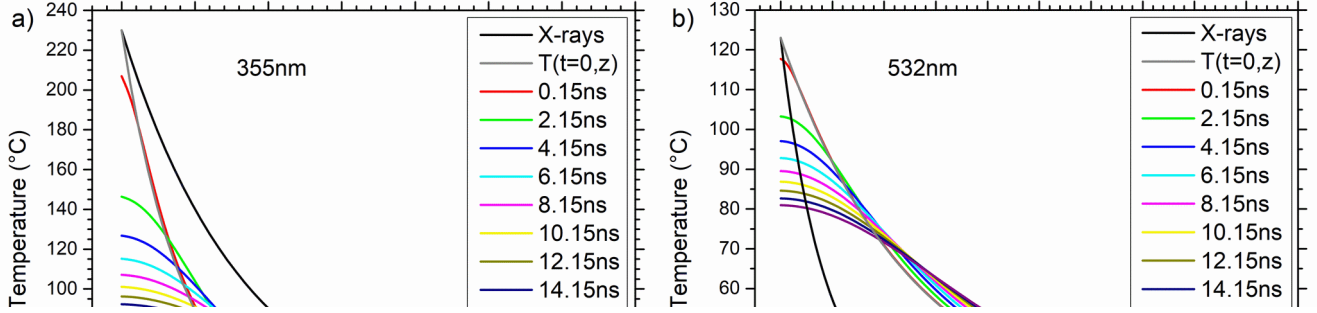 a)
355nm
Temperature (°C)
240
220
200
180
160
140
120
100
X-rays
T(t=0,z)
0.15ns
2.15ns
4.15ns
6.15ns
8.15ns
10.15ns
12.15ns
14.15ns
b)
532nm
Temperature (°C)
130
120
110
100
90
80
70
60
X-rays
T(t=0,z)
0.15ns
2.15ns
4.15ns
6.15ns
8.15ns
10.15ns
12.15ns
14.15ns